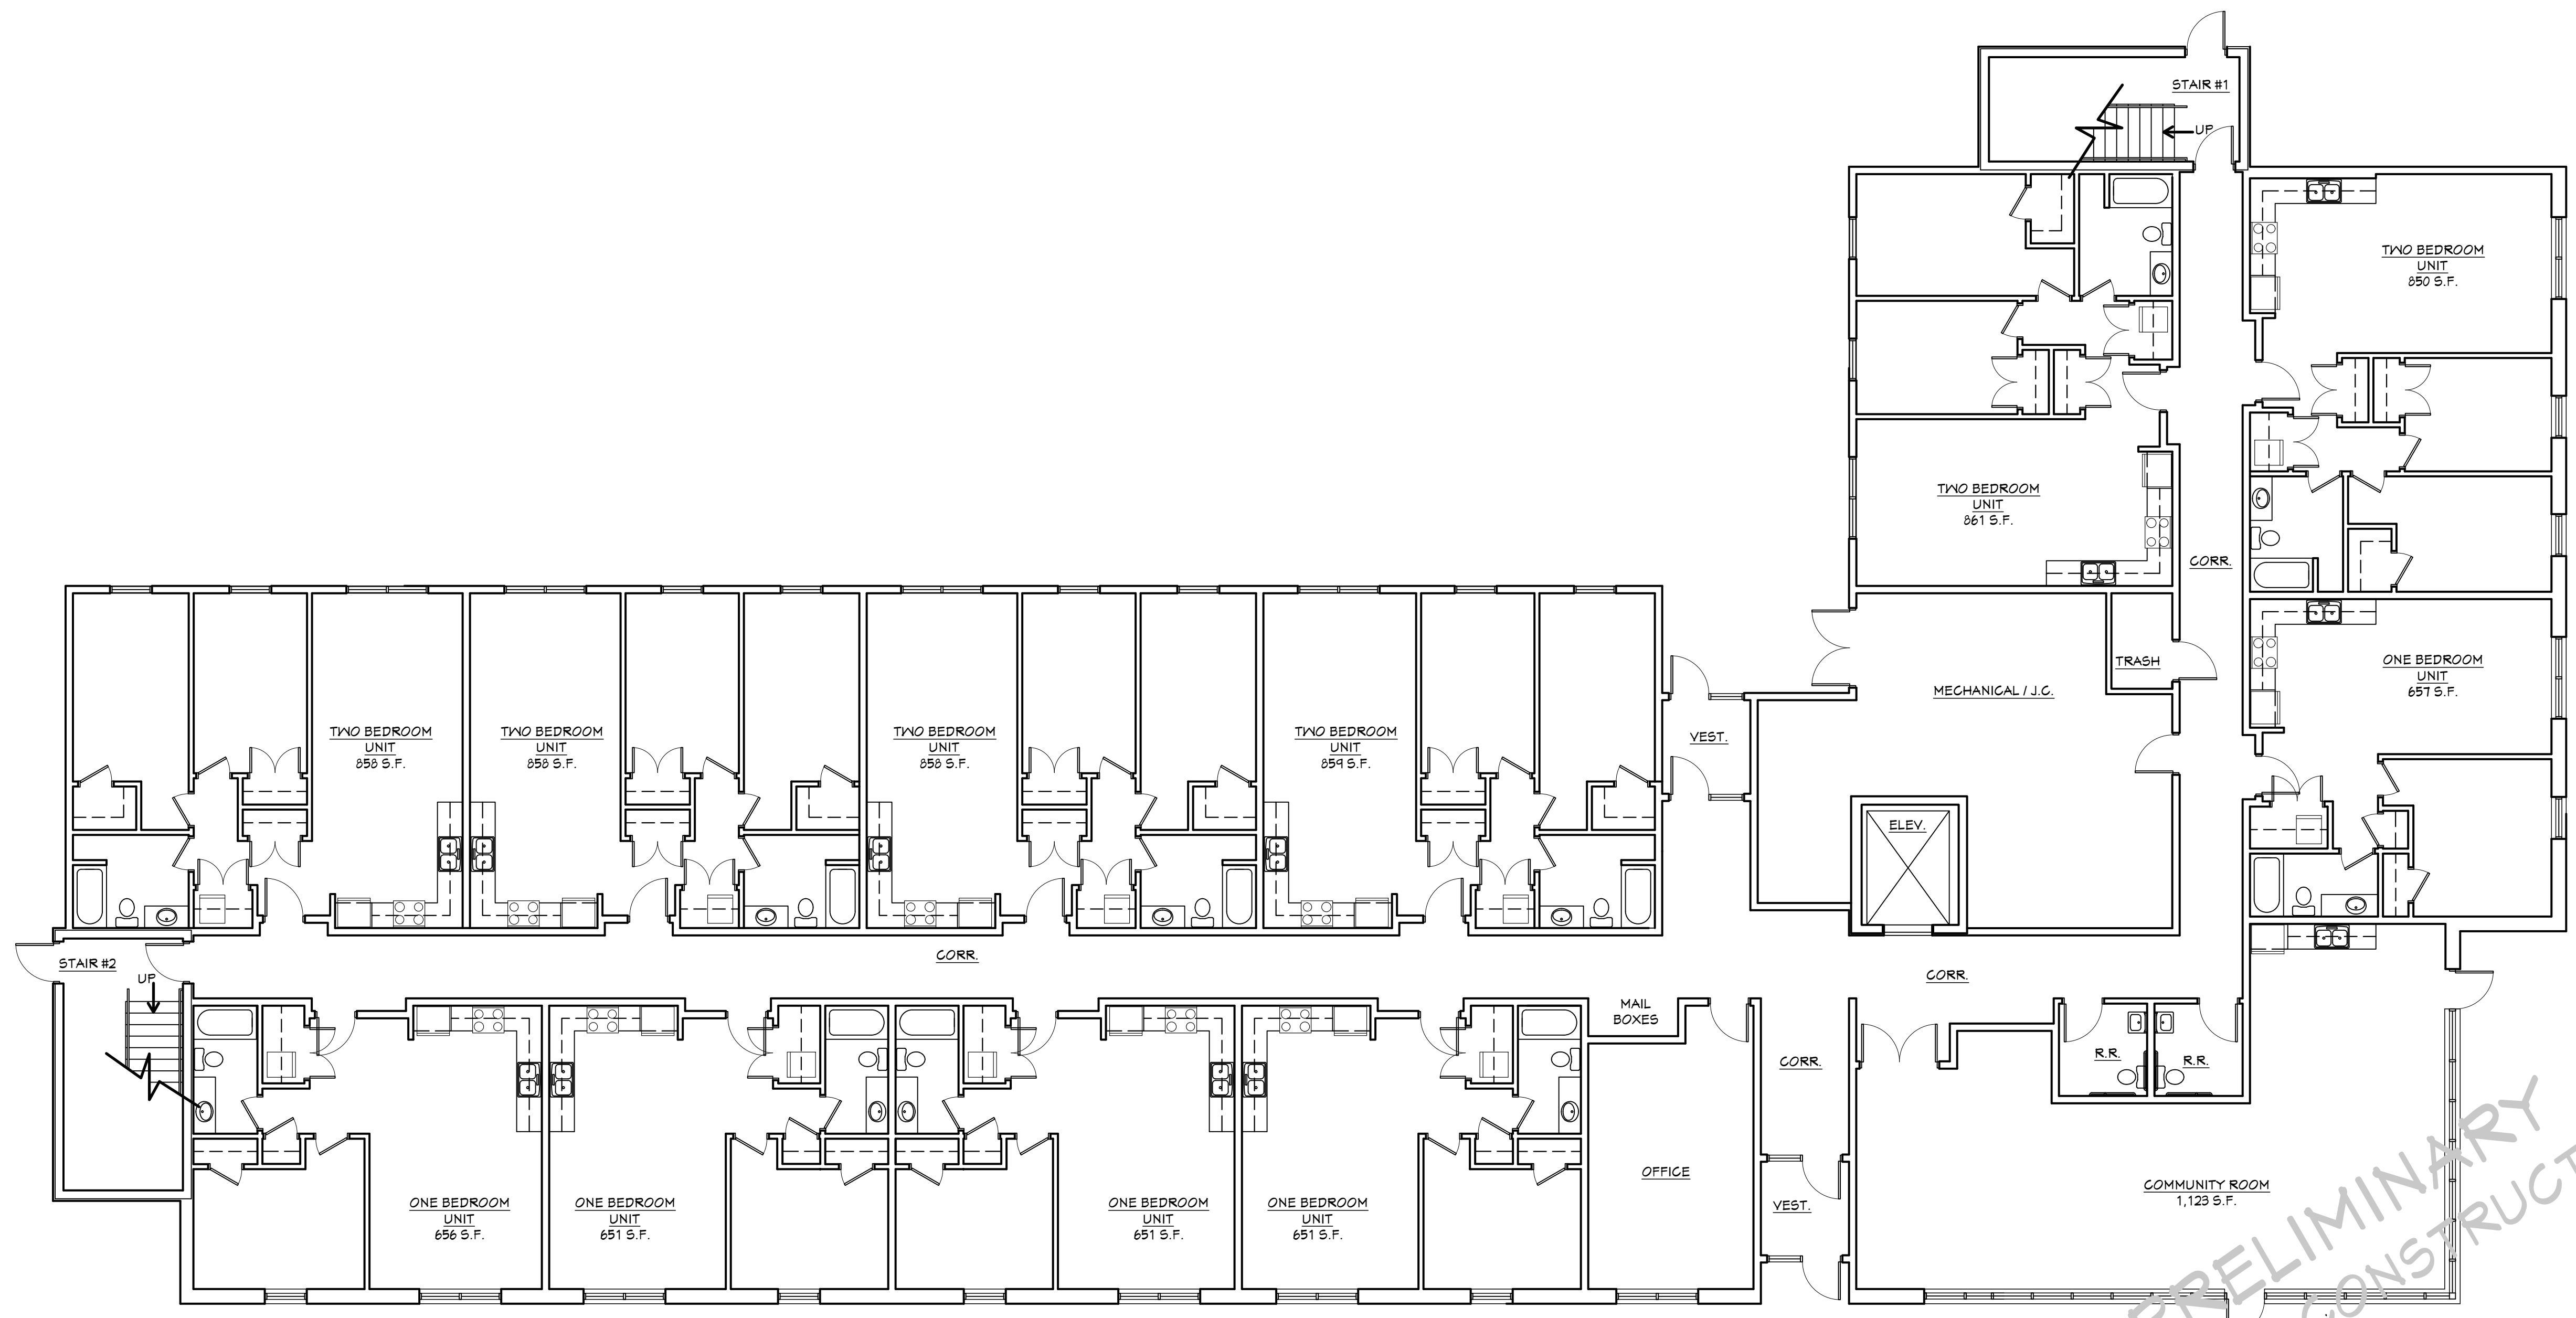 STAIR #1
UP
TWO BEDROOM
UNIT
850 S.F.
TWO BEDROOM
UNIT
861 S.F.
CORR.
TRASH
ONE BEDROOM
UNIT
657 S.F.
MECHANICAL / J.C.
VEST.
TWO BEDROOM
UNIT
858 S.F.
TWO BEDROOM
UNIT
858 S.F.
TWO BEDROOM
UNIT
858 S.F.
TWO BEDROOM
UNIT
859 S.F.
ELEV.
STAIR #2
UP
CORR.
CORR.
MAIL
BOXES
CORR.
R.R.
R.R.
OFFICE
VEST.
COMMUNITY ROOM
1,123 S.F.
ONE BEDROOM
UNIT
656 S.F.
ONE BEDROOM
UNIT
651 S.F.
ONE BEDROOM
UNIT
651 S.F.
ONE BEDROOM
UNIT
651 S.F.
PRELIMINARY